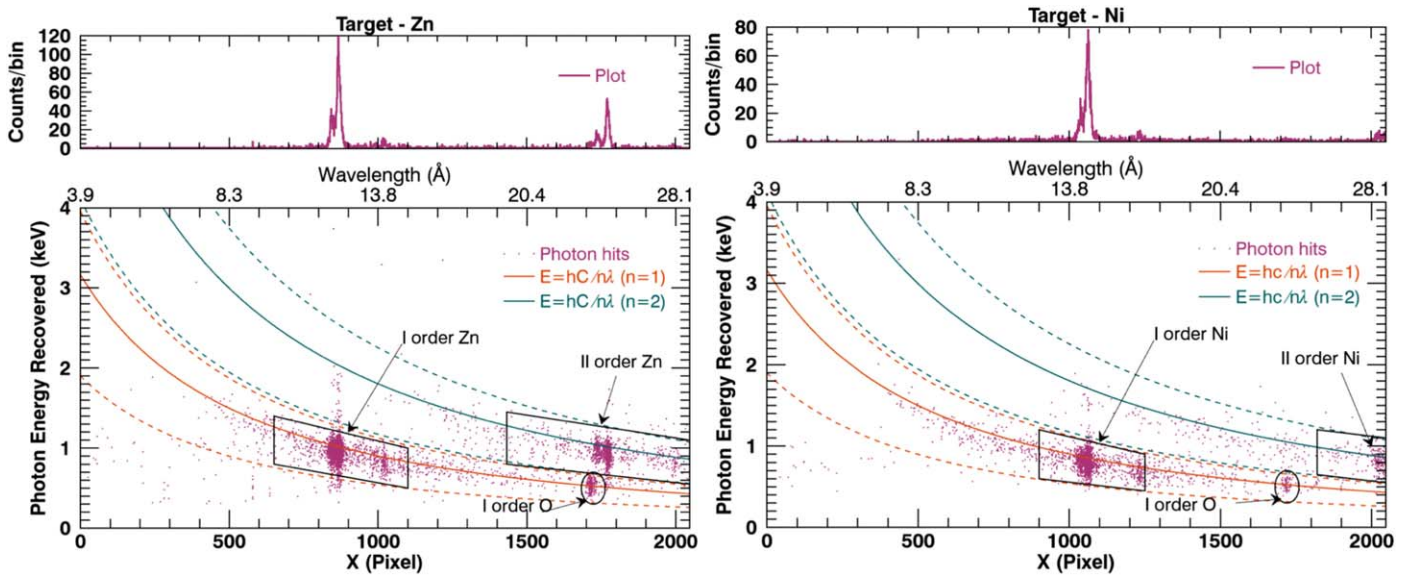 Target - Zn
Counts/bin
120
100
80
60
40
20
0
Plot
Wavelength (Å)
3.9 8.3 13.8 20.4 28.1
Photon Energy Recovered (keV)
4
3
2
1
0
Photon hits
E=hC/nλ (n=1)
E=hC/nλ (n=2)
I order Zn
II order Zn
I order O
0 500 1000 1500 2000
X (Pixel)
Target - Ni
Counts/bin
80
60
40
20
0
Plot
Wavelength (Å)
3.9 8.3 13.8 20.4 28.1
Photon Energy Recovered (keV)
4
3
2
1
0
Photon hits
E=hc/nλ (n=1)
E=hc/nλ (n=2)
I order Ni
II order Ni
I order O
0 500 1000 1500 2000
X (Pixel)